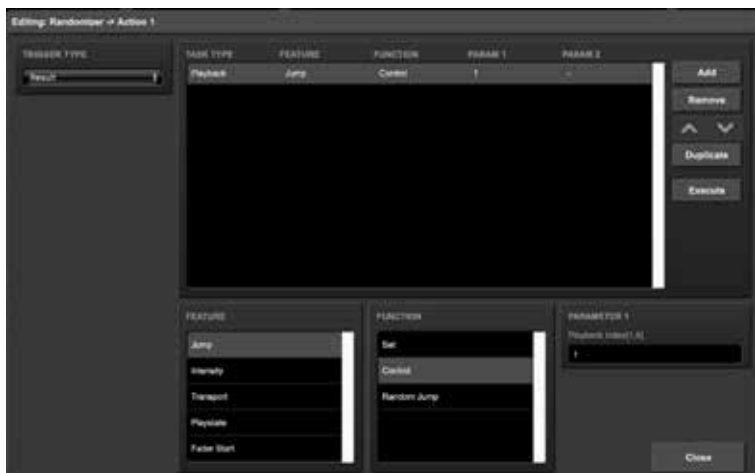 Editing: Randomizer -> Action 1
TRIGGER TYPE
Result
TASK TYPE FEATURE FUNCTION PARAM 1 PARAM 2
Playback Jump Control 1 -
Add
Remove
Duplicate
Execute
FEATURE
Jump
Intensity
Transport
Playstate
Fader Start
FUNCTION
Set
Control
Random Jump
PARAMETER 1
Playback Index[1,6]
1
Close